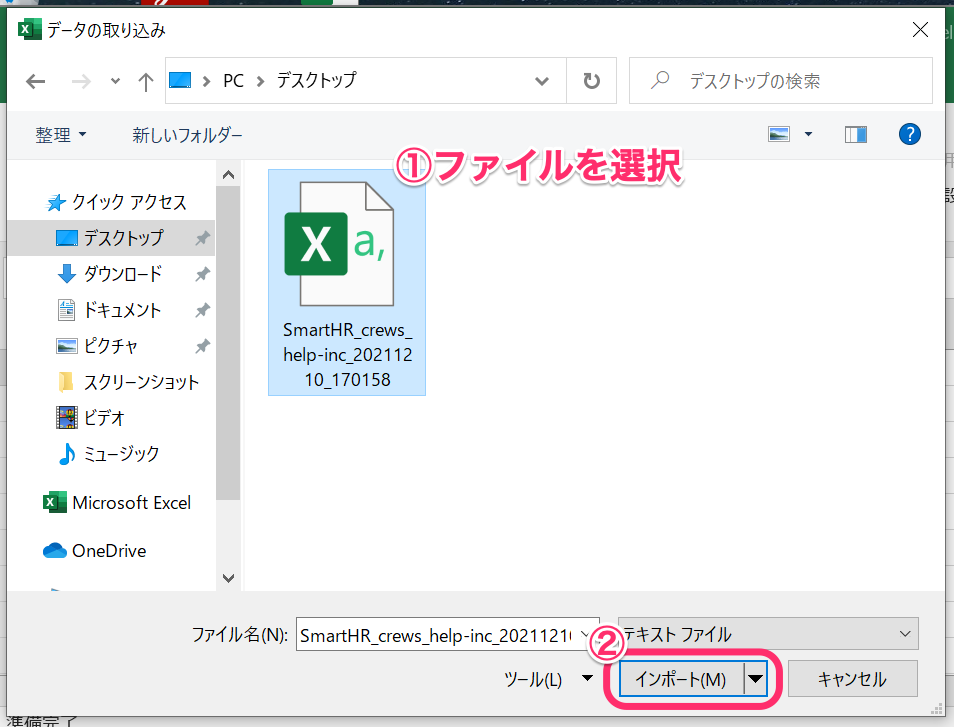 データの取り込み
PC
デスクトップ
デスクトップの検索
整理
新しいフォルダー
①ファイルを選択
クイック アクセス
デスクトップ
ダウンロード
ドキュメント
ピクチャ
スクリーンショット
ビデオ
ミュージック
Microsoft Excel
OneDrive
a,
SmartHR_crews_
help-inc_202112
10_170158
ファイル名(N):
SmartHR_crews_help-inc_2021121
テキスト ファイル
②
ツール(L)
インポート(M)
キャンセル
準備完了